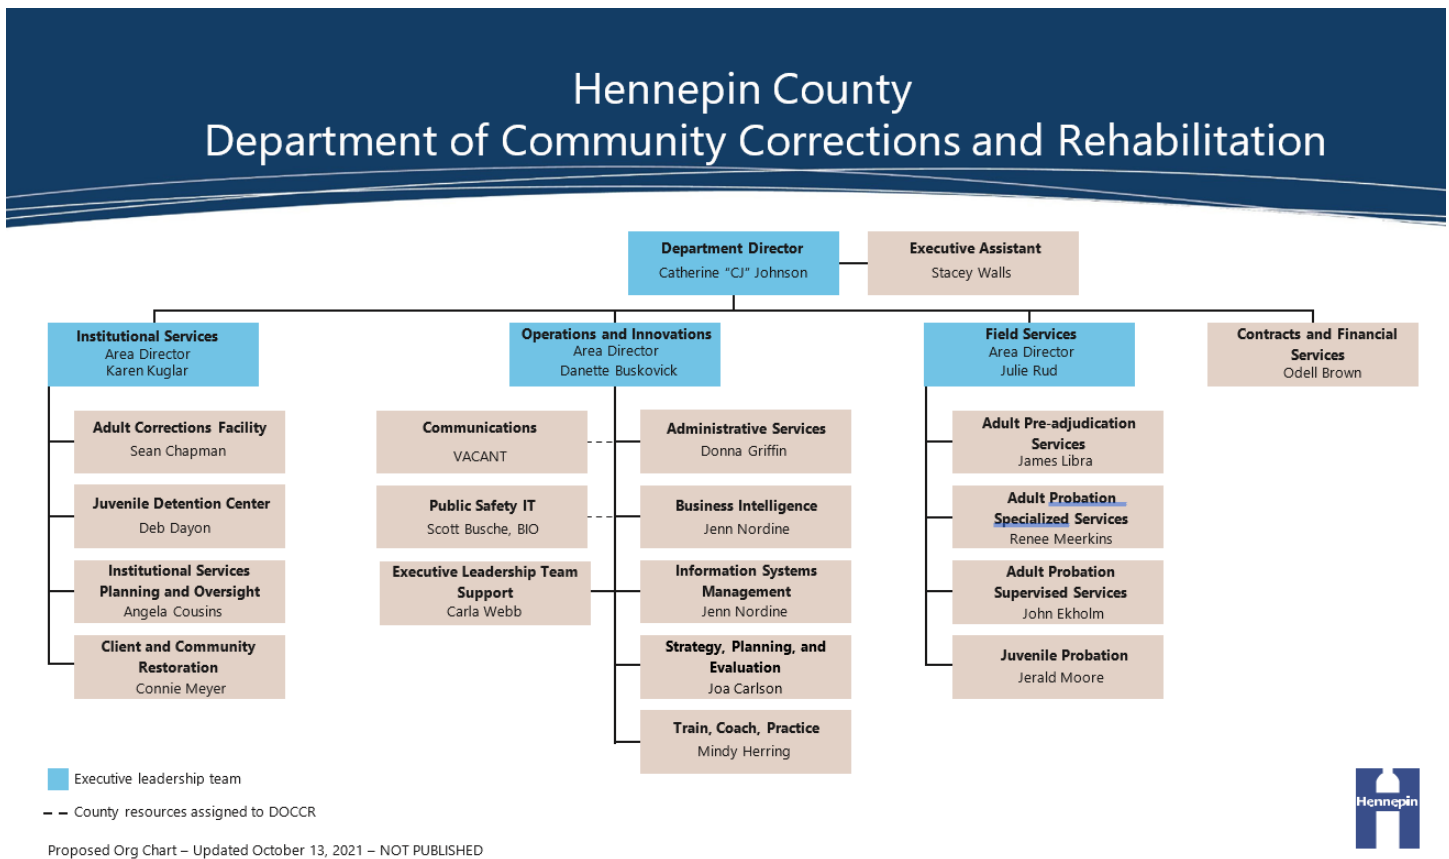 Hennepin County
Department of Community Corrections and Rehabilitation
Department Director
Catherine “CJ” Johnson
Executive Assistant
Stacey Walls
Institutional Services
Area Director
Karen Kuglar
Operations and Innovations
Area Director
Danette Buskovick
Field Services
Area Director
Julie Rud
Contracts and Financial
Services
Odell Brown
Adult Corrections Facility
Sean Chapman
Juvenile Detention Center
Deb Dayon
Institutional Services
Planning and Oversight
Angela Cousins
Client and Community
Restoration
Connie Meyer
Communications
VACANT
Public Safety IT
Scott Busche, BIO
Executive Leadership Team
Support
Carla Webb
Administrative Services
Donna Griffin
Business Intelligence
Jenn Nordine
Information Systems
Management
Jenn Nordine
Strategy, Planning, and
Evaluation
Joa Carlson
Train, Coach, Practice
Mindy Herring
Adult Pre-adjudication
Services
James Libra
Adult Probation
Specialized Services
Renee Meerkins
Adult Probation
Supervised Services
John Ekholm
Juvenile Probation
Jerald Moore
Executive leadership team
County resources assigned to DOCCR
Proposed Org Chart – Updated October 13, 2021 – NOT PUBLISHED
Hennepin